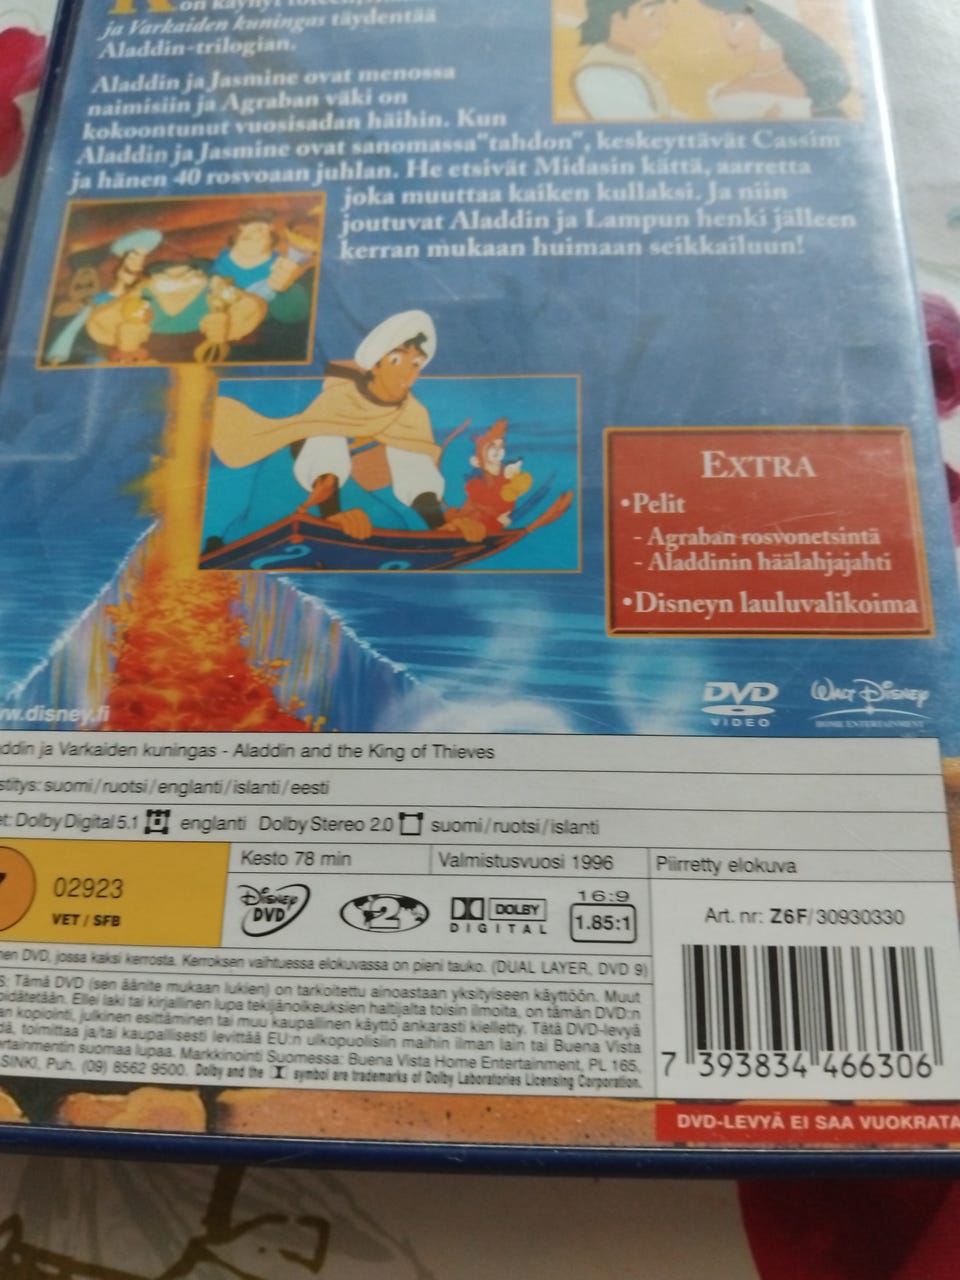 on käynyt
ja Varkaiden kuningas täydentää
Aladdin-trilogian.
Aladdin ja Jasmine ovat menossa
naimisiin ja Agraban väki on
kokoontunut vuosisadan häihin. Kun
Aladdin ja Jasmine ovat sanomassa "tahdon", keskeyttävät Cassim
ja hänen 40 rosvoaan juhlan. He etsivät Midasin kättä, aarretta
joka muuttaa kaiken kullaksi. Ja niin
joutuvat Aladdin ja Lampun henki jälleen
kerran mukaan huimaan seikkailuun!
EXTRA
•Pelit
- Agraban rosvonetsintä
- Aladdinin häälahjajahti
•Disneyn lauluvalikoima
DVD
VIDEO
WALT DISNEY
HOME ENTERTAINMENT
w.disney.fi
ddin ja Varkaiden kuningas - Aladdin and the King of Thieves
stitys: suomi/ruotsi/englanti/islanti/eesti
et: Dolby Digital 5.1 englanti Dolby Stereo 2.0 suomi/ruotsi/islanti
7
02923
VET / SFB
Kesto 78 min
Valmistusvuosi 1996
Piirretty elokuva
Disney
DVD
2
DOLBY
DIGITAL
16:9
1.85:1
Art. nr: Z6F/30930330
nen DVD, jossa kaksi kerrosta. Kerroksen vaihtuessa elokuvassa on pieni tauko. (DUAL LAYER, DVD 9)
S: Tämä DVD (sen äänite mukaan lukien) on tarkoitettu ainoastaan yksityiseen käyttöön. Muut
pidätetään. Ellei laki tai kirjallinen lupa tekijänoikeuksien haltijalta toisin ilmoita, on tämän DVD:n
an kopiointi, julkinen esittäminen tai muu kaupallinen käyttö ankarasti kielletty. Tätä DVD-levyä
dä, toimittaa ja/tai kaupallisesti levittää EU:n ulkopuolisiin maihin ilman lain tai Buena Vista
ertainmentin suomaa lupaa. Markkinointi Suomessa: Buena Vista Home Entertainment, PL 165,
SINKI, Puh. (09) 8562 9500. Dolby and the symbol are trademarks of Dolby Laboratories Licensing Corporation.
7 393834 466306
DVD-LEVYÄ EI SAA VUOKRATA